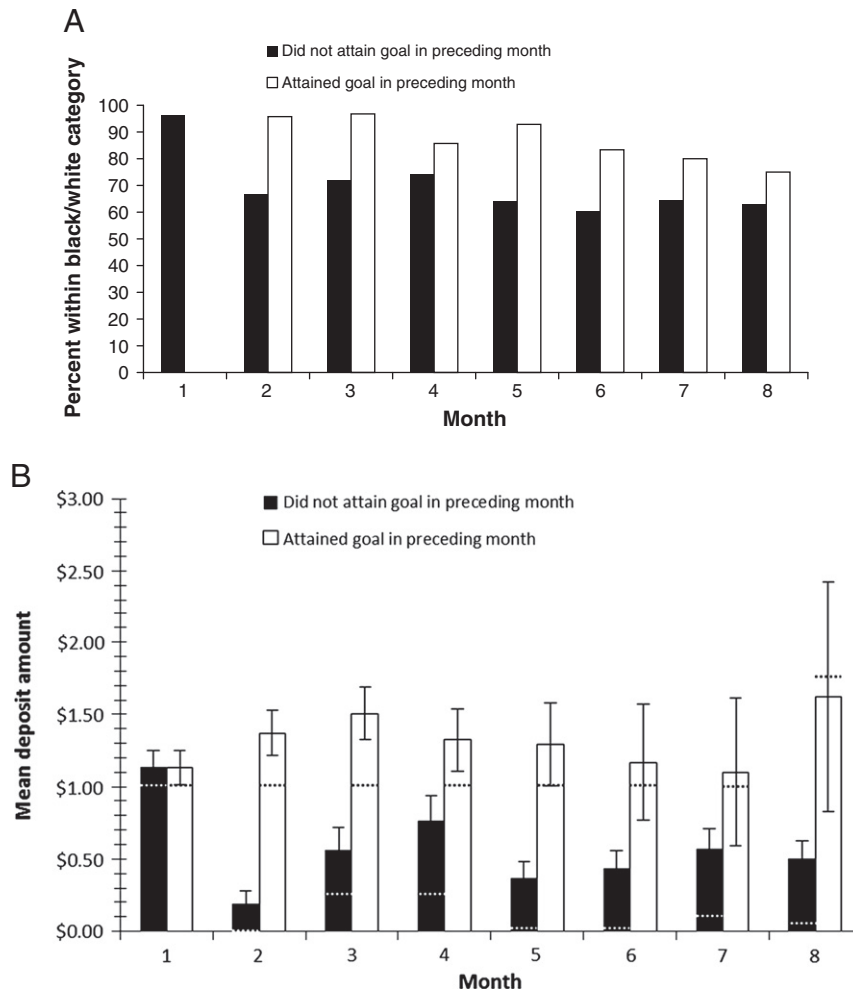 A
Did not attain goal in preceding month
Attained goal in preceding month
Percent within black/white category
100
90
80
70
60
50
40
30
20
10
0
1 2 3 4 5 6 7 8
Month
B
Did not attain goal in preceding month
Attained goal in preceding month
Mean deposit amount
$3.00
$2.50
$2.00
$1.50
$1.00
$0.50
$0.00
1 2 3 4 5 6 7 8
Month